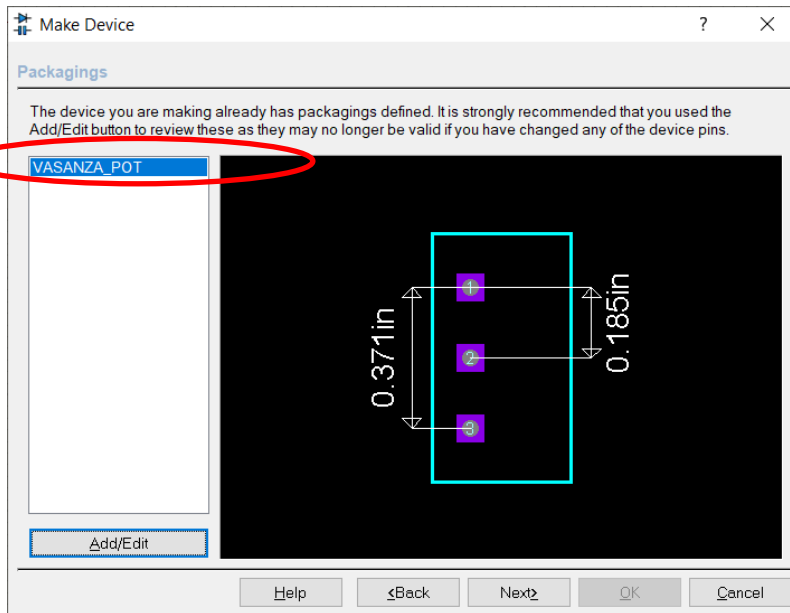 Make Device
?
Packagings
The device you are making already has packagings defined. It is strongly recommended that you used the
Add/Edit button to review these as they may no longer be valid if you have changed any of the device pins.
VASANZA_POT
1
2
3
0.371in
0.185in
Add/Edit
Help
<Back
Next>
OK
Cancel